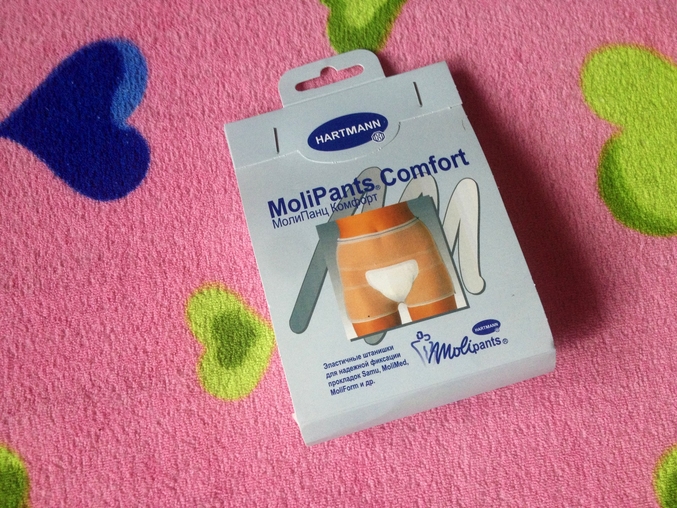 HARTMANN
MoliPants® Comfort
МолиПанц Комфорт
Эластичные штанишки
для надежной фиксации
прокладок Samu, MoliMed,
MoliForm и др.
HARTMANN
Molipants®